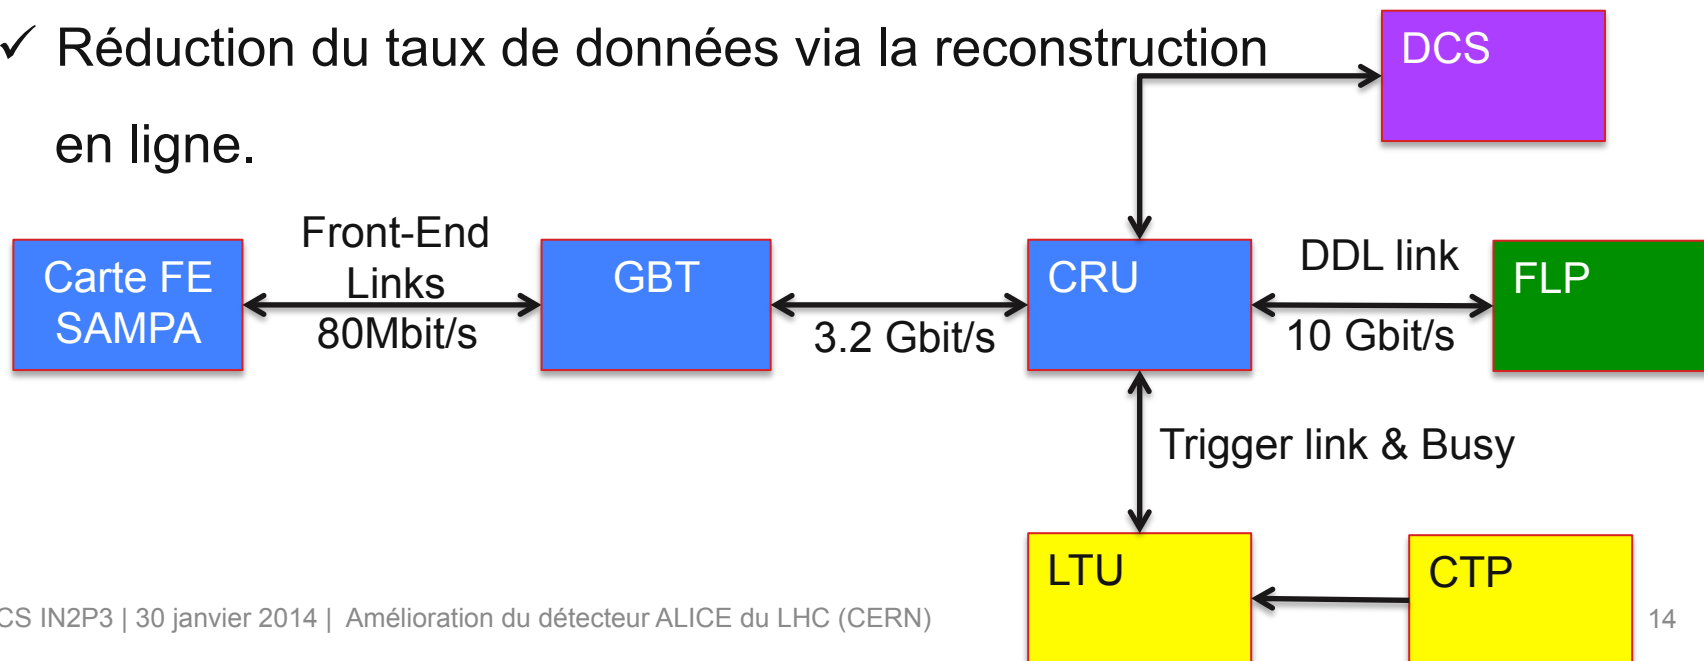 ✓ Réduction du taux de données via la reconstruction
en ligne.
DCS
Carte FE
SAMPA
Front-End
Links
80Mbit/s
GBT
3.2 Gbit/s
CRU
DDL link
10 Gbit/s
FLP
Trigger link & Busy
LTU
CTP
CS IN2P3 | 30 janvier 2014 | Amélioration du détecteur ALICE du LHC (CERN)
14